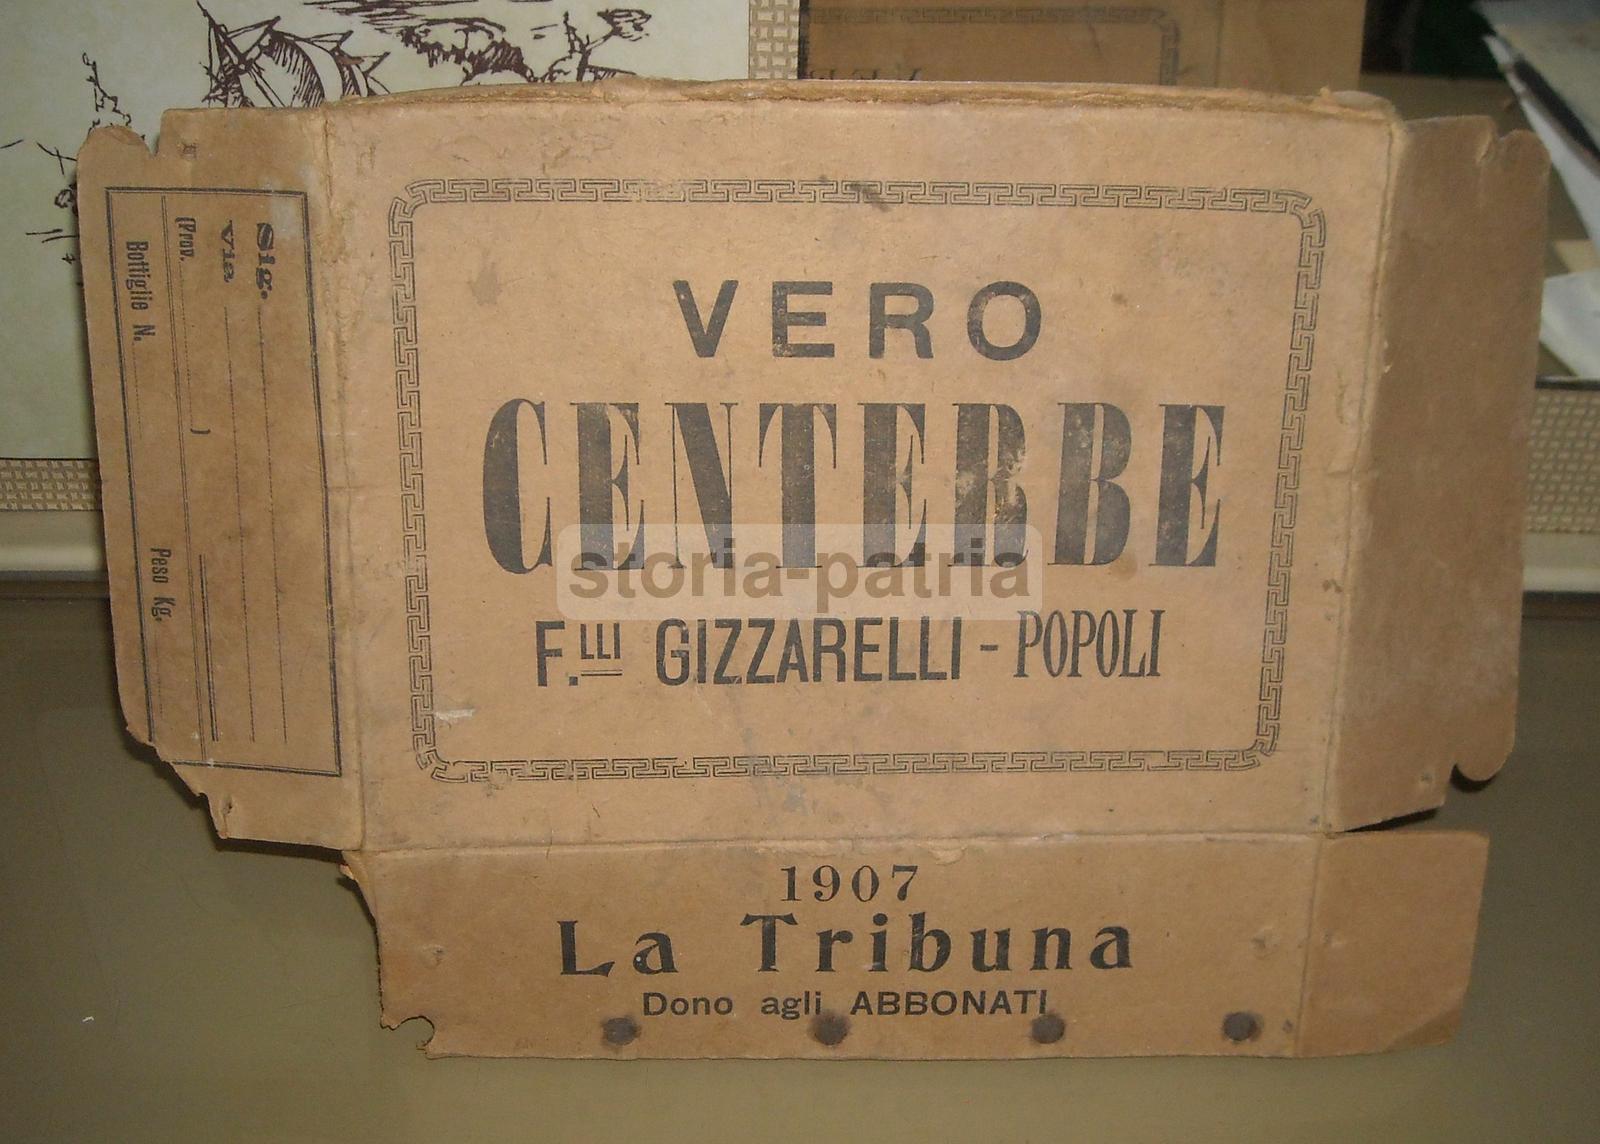 VERO
CENTERBE
F.LLI GIZZARELLI - POPOLI
1907
La Tribuna
Dono agli ABBONATI
Sig.
Via
(Prov. )
Bottiglie N. Peso Kg.
storia-patria